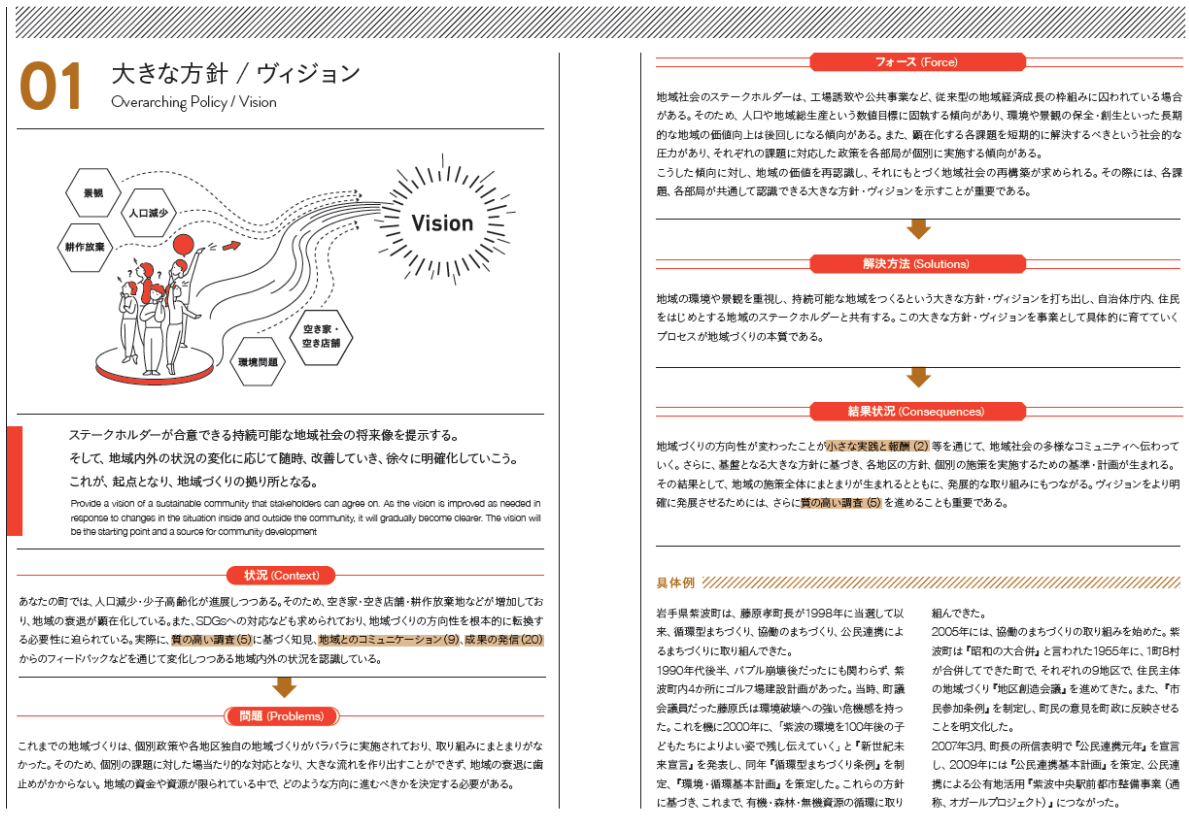 01
大きな方針 / ヴィジョン
Overarching Policy / Vision
景観
人口減少
耕作放棄
Vision
空き家・
空き店舗
環境問題
? ?
ステークホルダーが合意できる持続可能な地域社会の将来像を提示する。
そして、地域内外の状況の変化に応じて随時、改善していき、徐々に明確化していこう。
これが、起点となり、地域づくりの拠り所となる。
Provide a vision of a sustainable community that stakeholders can agree on. As the vision is improved as needed in
response to changes in the situation inside and outside the community, it will gradually become clearer. The vision will
be the starting point and a source for community development
状況 (Context)
あなたの町では、人口減少・少子高齢化が進展しつつある。そのため、空き家・空き店舗・耕作放棄地などが増加してお
り、地域の衰退が顕在化している。また、SDGsへの対応なども求められており、地域づくりの方向性を根本的に転換す
る必要性に迫られている。実際に、質の高い調査(5)に基づく知見、地域とのコミュニケーション(9)、成果の発信(20)
からのフィードバックなどを通じて変化しつつある地域内外の状況を認識している。
問題 (Problems)
これまでの地域づくりは、個別政策や各地区独自の地域づくりがバラバラに実施されており、取り組みにまとまりがな
かった。そのため、個別の課題に対した場当たり的な対応となり、大きな流れを作り出すことができず、地域の衰退に歯
止めがかからない。地域の資金や資源が限られている中で、どのような方向に進むべきかを決定する必要がある。
フォース (Force)
地域社会のステークホルダーは、工場誘致や公共事業など、従来型の地域経済成長の枠組みに囚われている場合
がある。そのため、人口や地域総生産という数値目標に固執する傾向があり、環境や景観の保全・創生といった長期
的な地域の価値向上は後回しになる傾向がある。また、顕在化する各課題を短期的に解決するべきという社会的な
圧力があり、それぞれの課題に対応した政策を各部局が個別に実施する傾向がある。
こうした傾向に対し、地域の価値を再認識し、それにもとづく地域社会の再構築が求められる。その際には、各課
題、各部局が共通して認識できる大きな方針・ヴィジョンを示すことが重要である。
解決方法 (Solutions)
地域の環境や景観を重視し、持続可能な地域をつくるという大きな方針・ヴィジョンを打ち出し、自治体庁内、住民
をはじめとする地域のステークホルダーと共有する。この大きな方針・ヴィジョンを事業として具体的に育てていく
プロセスが地域づくりの本質である。
結果状況 (Consequences)
地域づくりの方向性が変わったことが小さな実践と報酬(2)等を通じて、地域社会の多様なコミュニティへ伝わって
いく。さらに、基盤となる大きな方針に基づき、各地区の方針、個別の施策を実施するための基準・計画が生まれる。
その結果として、地域の施策全体にまとまりが生まれるとともに、発展的な取り組みにもつながる。ヴィジョンをより明
確に発展させるためには、さらに質の高い調査(5)を進めることも重要である。
具体例
岩手県紫波町は、藤原孝町長が1998年に当選して以
来、循環型まちづくり、協働のまちづくり、公民連携によ
るまちづくりに取り組んできた。
1990年代後半、バブル崩壊後だったにも関わらず、紫
波町内4か所にゴルフ場建設計画があった。当時、町議
会議員だった藤原氏は環境破壊への強い危機感を持っ
た。これを機に2000年に、「紫波の環境を100年後の子
どもたちによりよい姿で残し伝えていく」と『新世紀未
来宣言』を発表し、同年『循環型まちづくり条例』を制
定、『環境・循環基本計画』を策定した。これらの方針
に基づき、これまで、有機・森林・無機資源の循環に取り
組んできた。
2005年には、協働のまちづくりの取り組みを始めた。紫
波町は『昭和の大合併』と言われた1955年に、1町8村
が合併してできた町で、それぞれの9地区で、住民主体
の地域づくり『地区創造会議』を進めてきた。また、『市
民参加条例』を制定し、町民の意見を町政に反映させる
ことを明文化した。
2007年3月、町長の所信表明で『公民連携元年』を宣言
し、2009年には『公民連携基本計画』を策定、公民連
携による公有地活用『紫波中央駅前都市整備事業(通
称、オガールプロジェクト)』につながった。